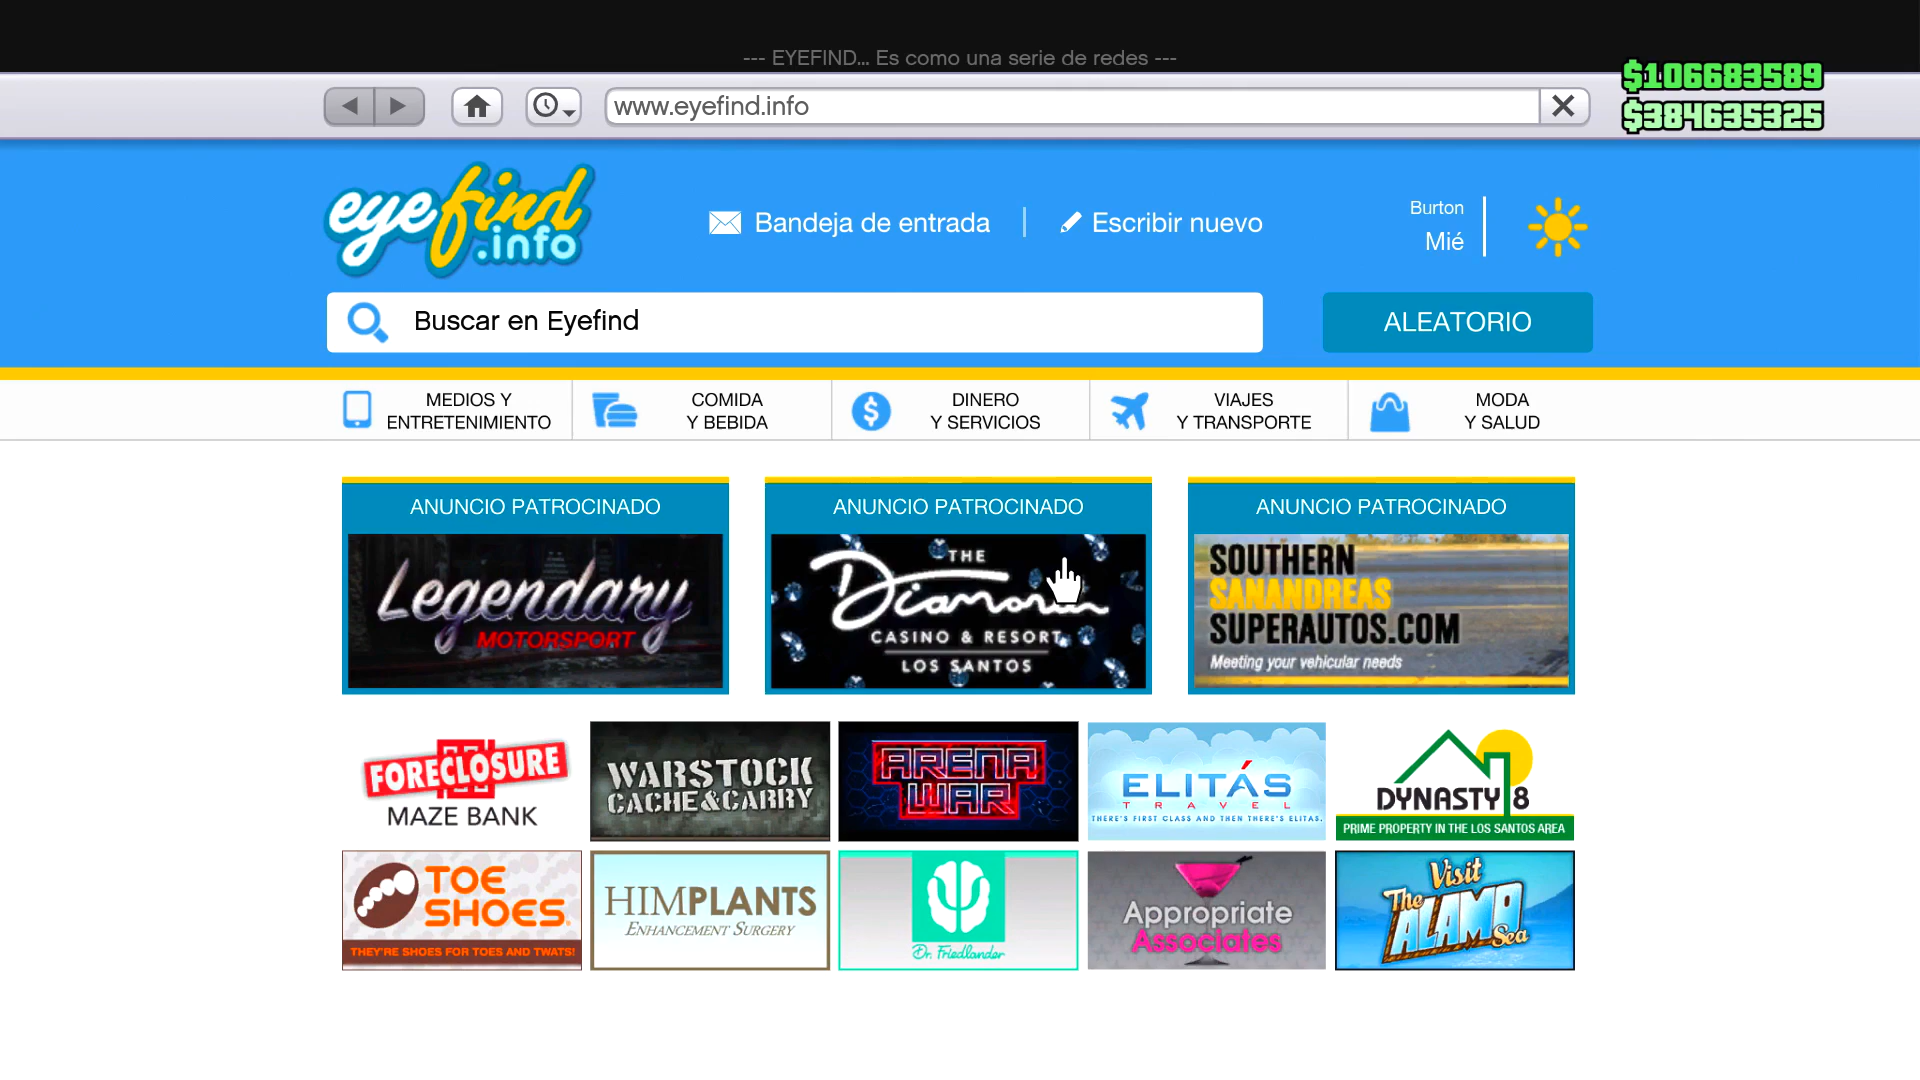 --- EYEFIND... Es como una serie de redes ---
www.eyefind.info
$106683589
$384635325
eyefind
.info
Bandeja de entrada
Escribir nuevo
Burton
Mié
Buscar en Eyefind
ALEATORIO
MEDIOS Y
ENTRETENIMIENTO
COMIDA
Y BEBIDA
DINERO
Y SERVICIOS
VIAJES
Y TRANSPORTE
MODA
Y SALUD
ANUNCIO PATROCINADO
Legendary
MOTORSPORT
ANUNCIO PATROCINADO
THE
Diamond
CASINO & RESORT
LOS SANTOS
ANUNCIO PATROCINADO
SOUTHERN
SANANDREAS
SUPERAUTOS.COM
Meeting your vehicular needs
FORECLOSURE
MAZE BANK
WARSTOCK
CACHE&CARRY
ARENA
WAR
ELITÁS
TRAVEL
THERE'S FIRST CLASS AND THEN THERE'S ELITAS.
DYNASTY 8
PRIME PROPERTY IN THE LOS SANTOS AREA
TOE
SHOES
THEY'RE SHOES FOR TOES AND TWATS!
HIMPLANTS
ENHANCEMENT SURGERY
Dr. Friedlander
Appropriate
Associates
Visit
The
ALAMO
Sea